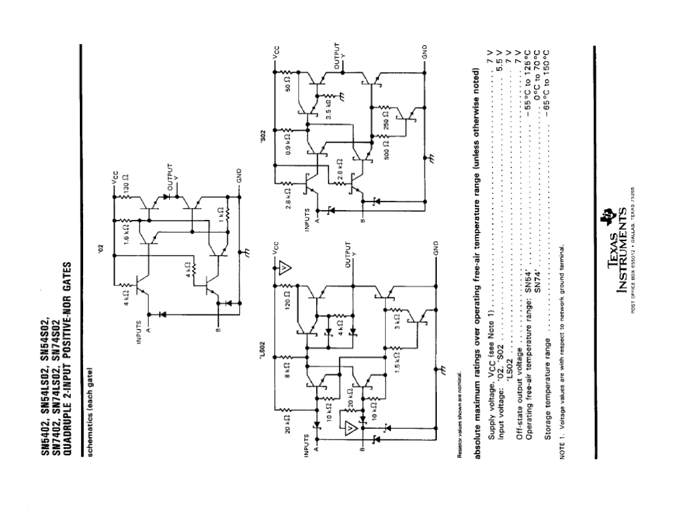 SN5402, SN54LS02, SN54S02,
SN7402, SN74LS02, SN74S02,
QUADRUPLE 2-INPUT POSITIVE-NOR GATES
schematics (each gate)
'02
VCC
4 kΩ
1.6 kΩ
130 Ω
4 kΩ
INPUTS
A
B
OUTPUT
Y
1 kΩ
GND
'LS02
VCC
20 kΩ
8 kΩ
120 Ω
V
INPUTS
A
10 kΩ
20 kΩ
4 kΩ
OUTPUT
Y
V
B
10 kΩ
1.5 kΩ
3 kΩ
GND
'S02
VCC
2.8 kΩ
0.9 kΩ
50 Ω
INPUTS
A
2.8 kΩ
3.5 kΩ
OUTPUT
Y
B
500 Ω
250 Ω
GND
Resistor values shown are nominal.
absolute maximum ratings over operating free-air temperature range (unless otherwise noted)
Supply voltage, VCC (see Note 1) . . . 7 V
Input voltage: '02, 'S02 . . . 5.5 V
'LS02 . . . 7 V
Off-state output voltage . . . 7 V
Operating free-air temperature range: SN54' . . . −55°C to 125°C
SN74' . . . 0°C to 70°C
Storage temperature range . . . −65°C to 150°C
NOTE 1. Voltage values are with respect to network ground terminal.
TEXAS
INSTRUMENTS
POST OFFICE BOX 655012 • DALLAS, TEXAS 75265